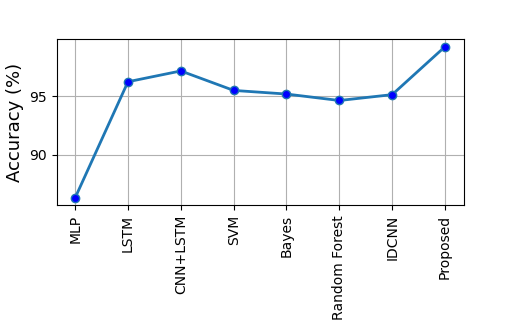 Accuracy (%)
95
90
MLP
LSTM
CNN+LSTM
SVM
Bayes
Random Forest
IDCNN
Proposed